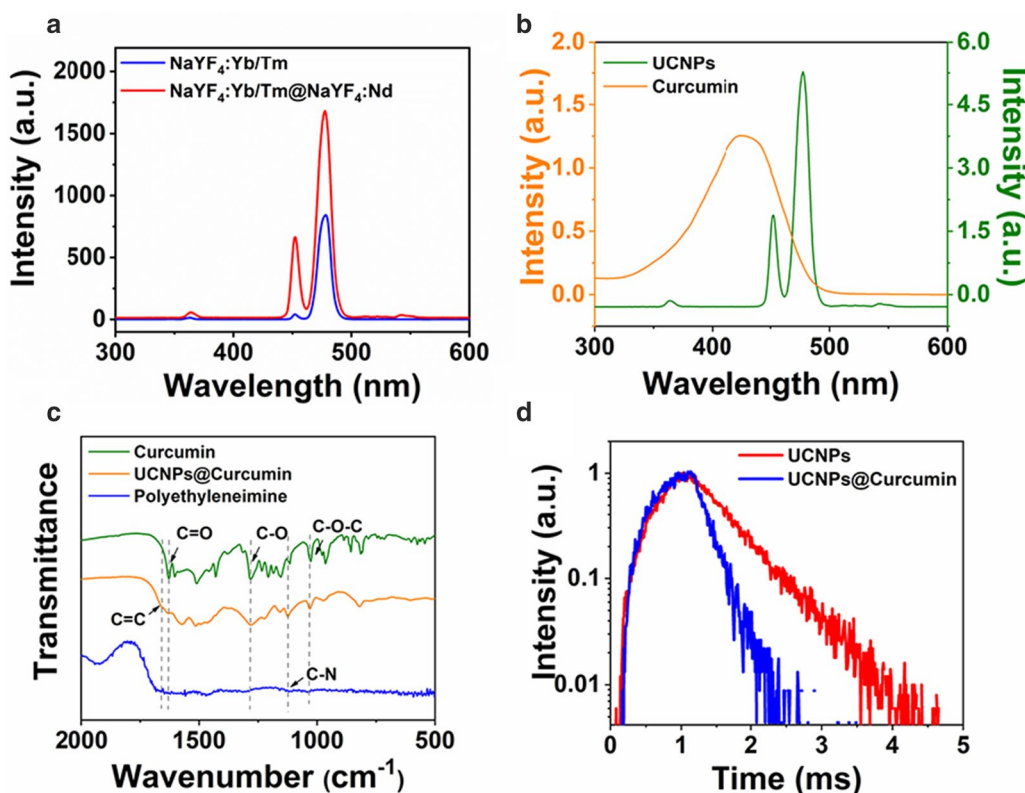 a
Intensity (a.u.)
2000
1500
1000
500
0
NaYF4:Yb/Tm
NaYF4:Yb/Tm@NaYF4:Nd
300
400
500
600
Wavelength (nm)
b
Intensity (a.u.)
2.0
1.5
1.0
0.5
0.0
UCNPs
Curcumin
6.0
4.5
3.0
1.5
0.0
Intensity (a.u.)
300
400
500
600
Wavelength (nm)
c
Transmittance
Curcumin
UCNPs@Curcumin
Polyethyleneimine
C=O
C-O
C-O-C
C=C
C-N
2000
1500
1000
500
Wavenumber (cm-1)
d
Intensity (a.u.)
1
0.1
0.01
UCNPs
UCNPs@Curcumin
0
1
2
3
4
5
Time (ms)